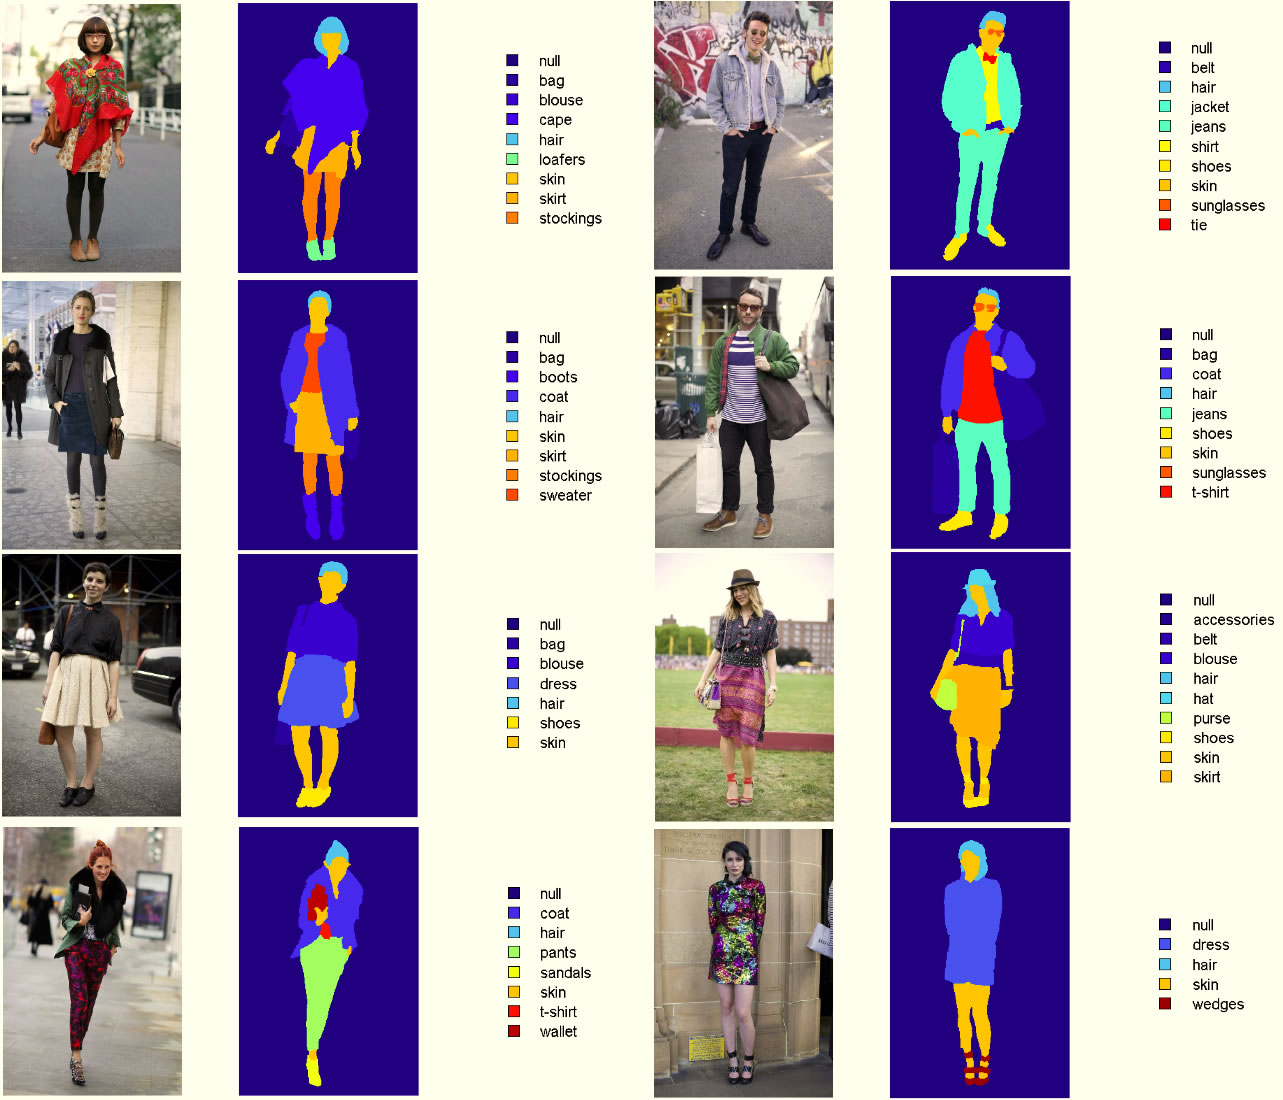 null
bag
blouse
cape
hair
loafers
skin
skirt
stockings
null
belt
hair
jacket
jeans
shirt
shoes
skin
sunglasses
tie
null
bag
boots
coat
hair
skin
skirt
stockings
sweater
null
bag
coat
hair
jeans
shoes
skin
sunglasses
t-shirt
null
bag
blouse
dress
hair
shoes
skin
null
accessories
belt
blouse
hair
hat
purse
shoes
skin
skirt
null
coat
hair
pants
sandals
skin
t-shirt
wallet
null
dress
hair
skin
wedges